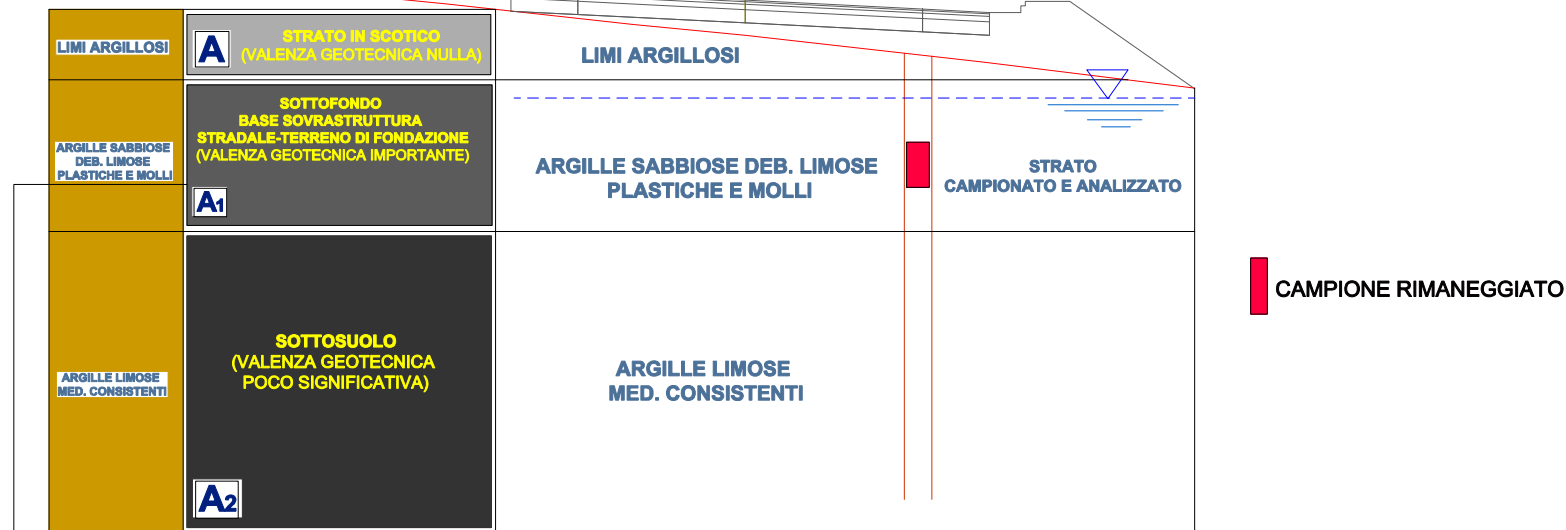 LIMI ARGILLOSI
A
STRATO IN SCOTICO
(VALENZA GEOTECNICA NULLA)
LIMI ARGILLOSI
ARGILLE SABBIOSE
DEB. LIMOSE
PLASTICHE E MOLLI
SOTTOFONDO
BASE SOVRASTRUTTURA
STRADALE-TERRENO DI FONDAZIONE
(VALENZA GEOTECNICA IMPORTANTE)
A1
ARGILLE SABBIOSE DEB. LIMOSE
PLASTICHE E MOLLI
STRATO
CAMPIONATO E ANALIZZATO
CAMPIONE RIMANEGGIATO
ARGILLE LIMOSE
MED. CONSISTENTI
SOTTOSUOLO
(VALENZA GEOTECNICA
POCO SIGNIFICATIVA)
A2
ARGILLE LIMOSE
MED. CONSISTENTI